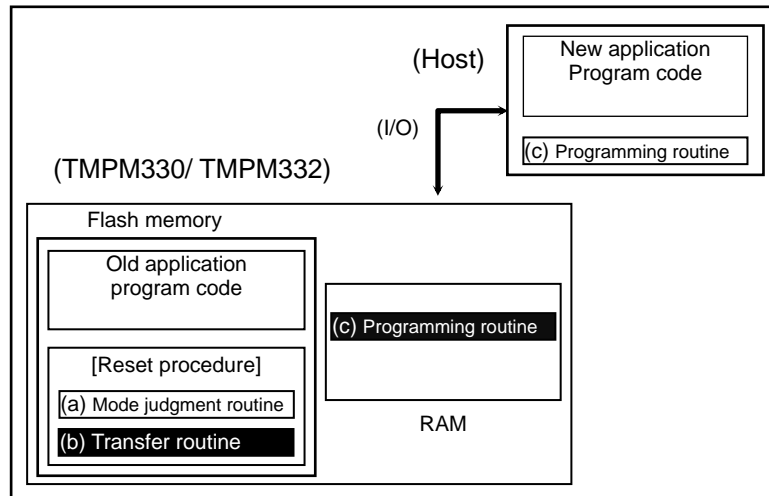 (Host)
New application
Program code
(c) Programming routine
(I/O)
(TMPM330/ TMPM332)
Flash memory
Old application
program code
[Reset procedure]
(a) Mode judgment routine
(b) Transfer routine
(c) Programming routine
RAM